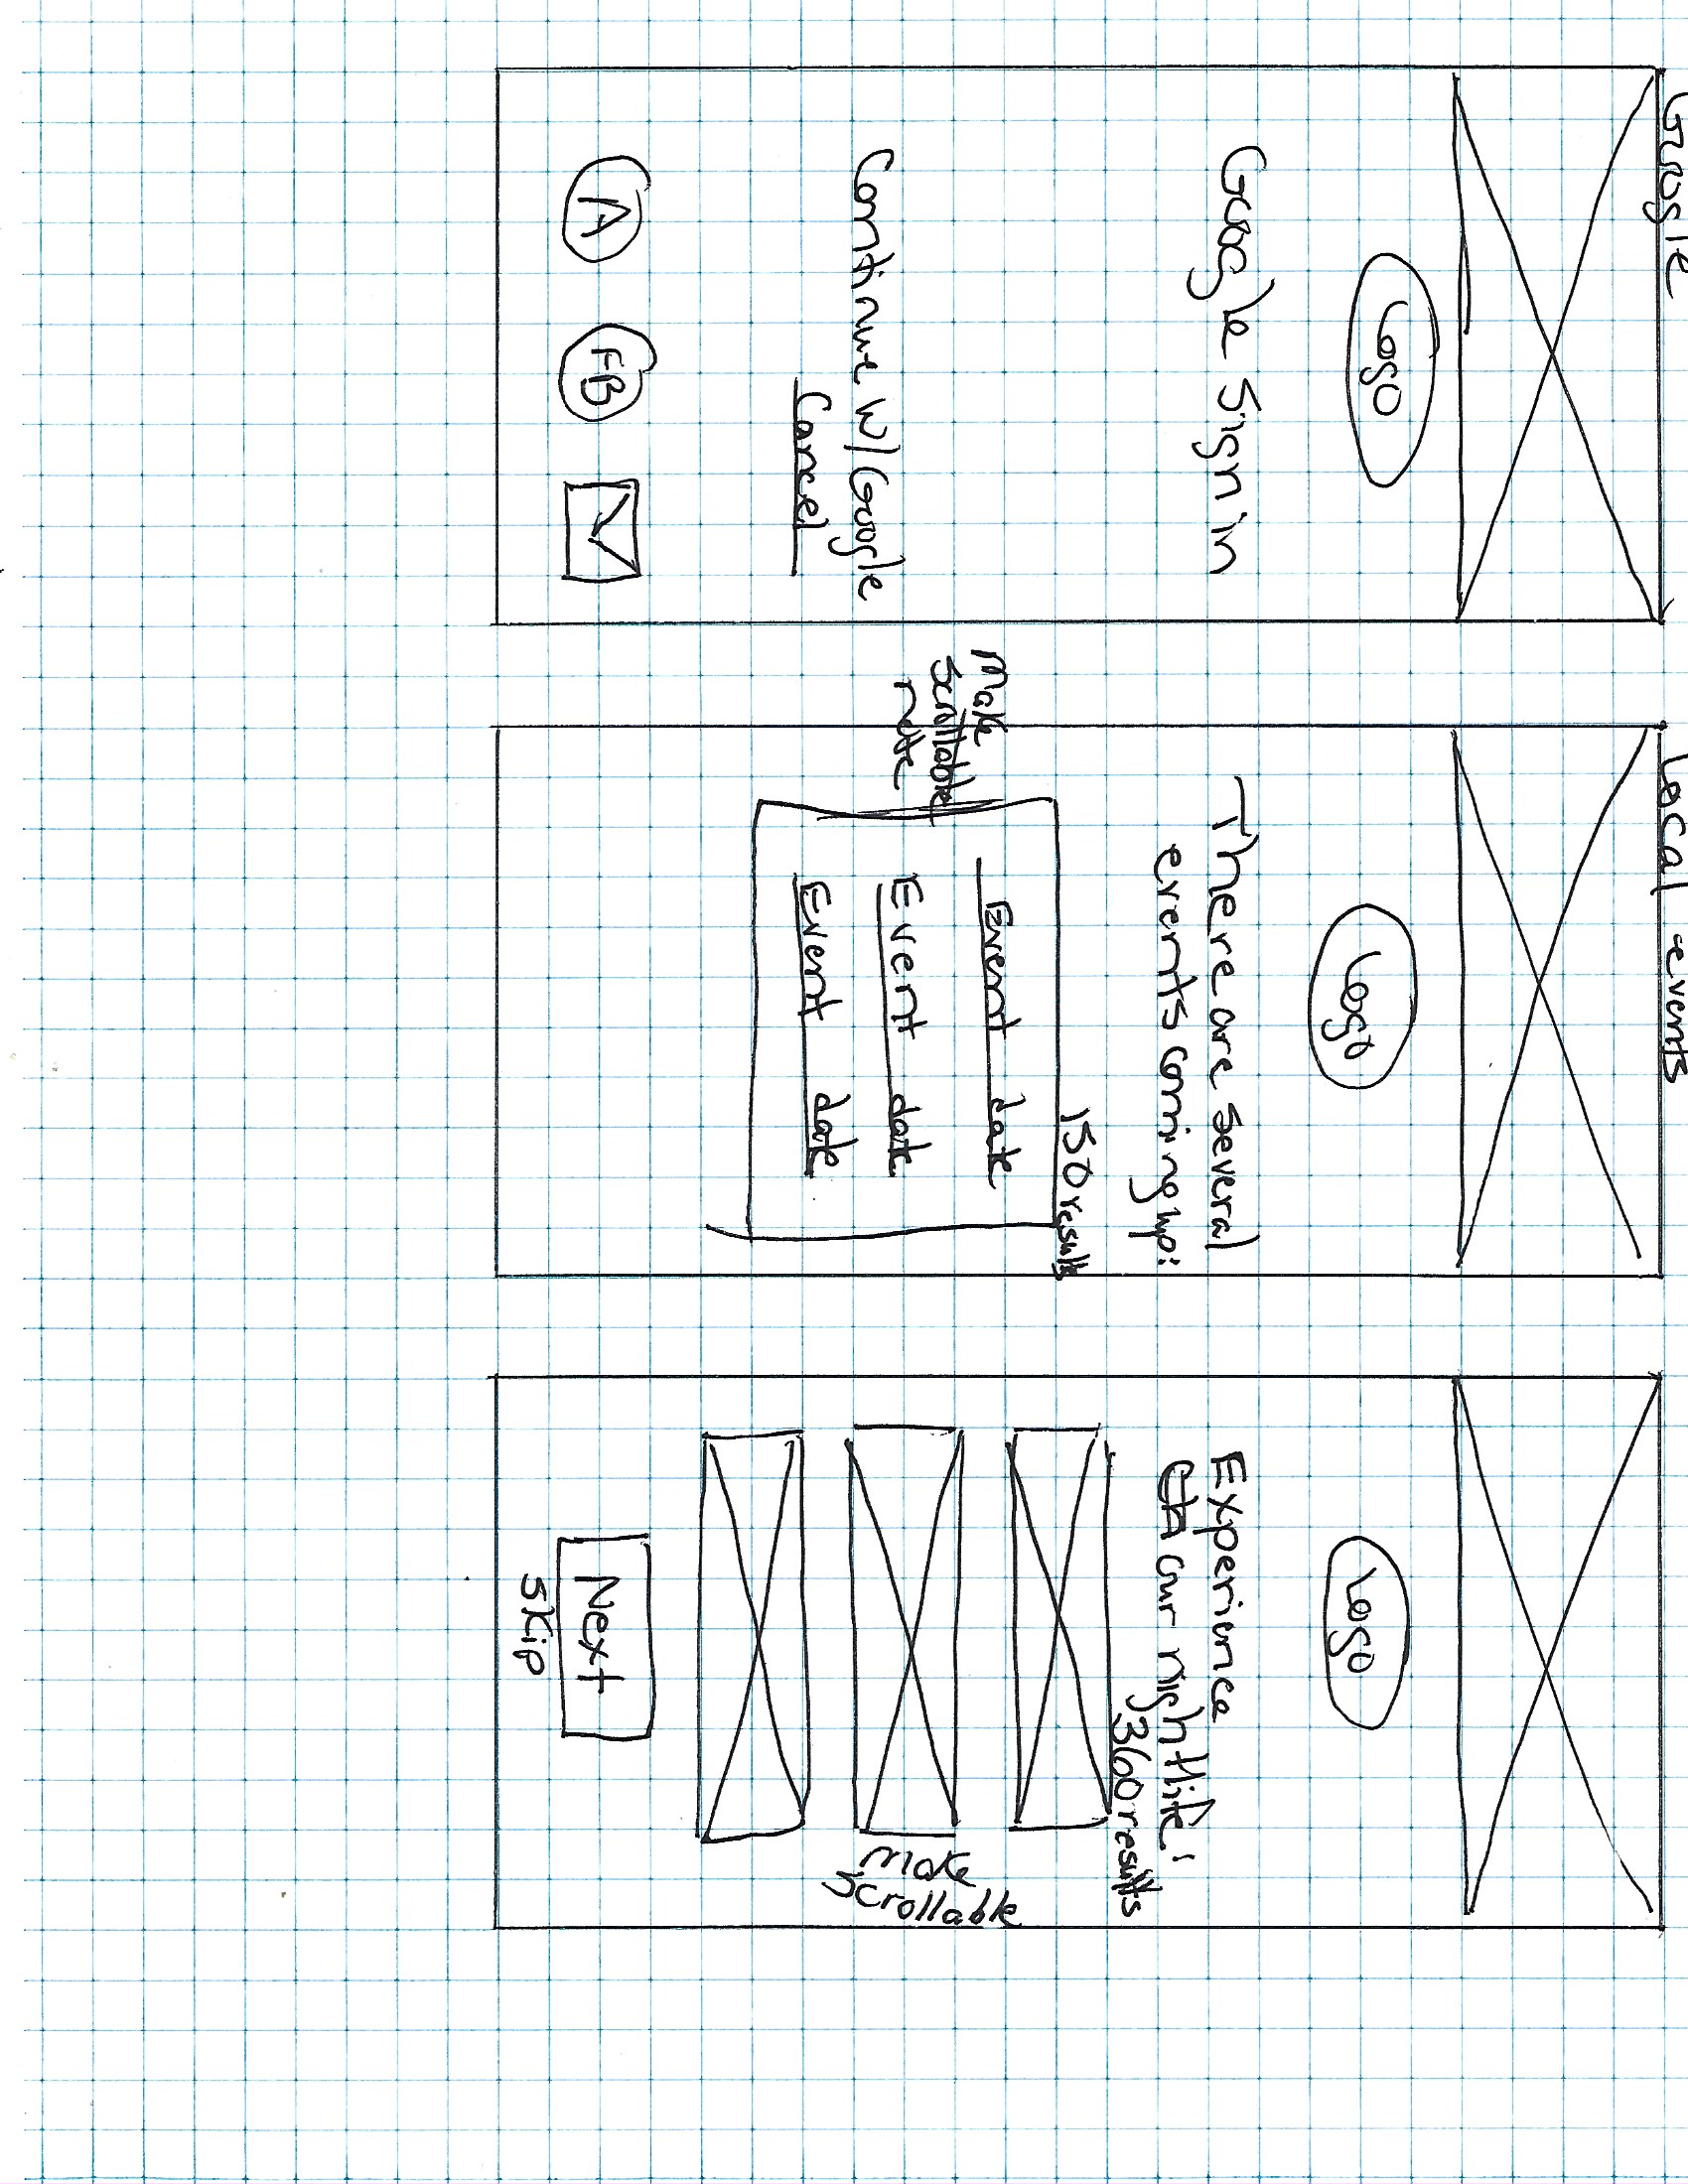 Google
Logo
Google Sign in
Continue w/ Google
Cancel
A
FB
Local events
Logo
There are several
events coming up:
150 results
Make
scrollable
note
Event date
Event date
Event date
Logo
Experience
our nightlife!
360 results
make
scrollable
Next
skip